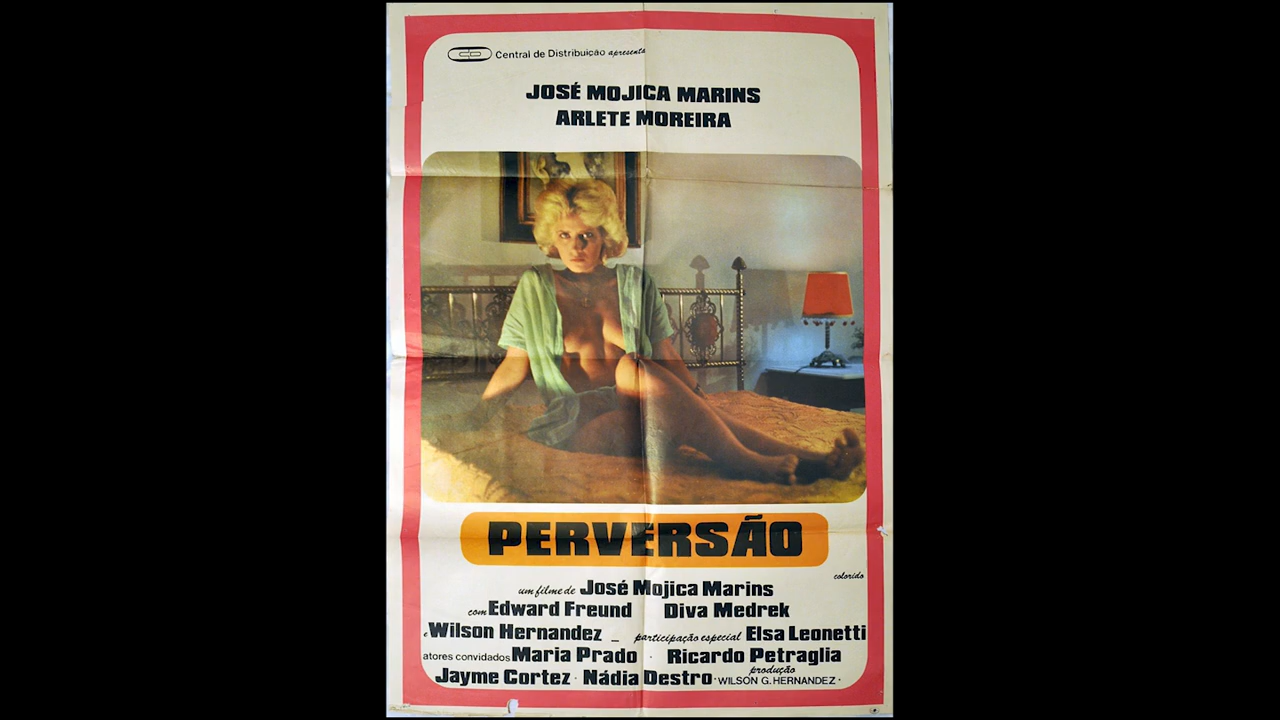 Central de Distribuição apresenta
JOSÉ MOJICA MARINS
ARLETE MOREIRA
PERVERSÃO
colorido
um filme de José Mojica Marins
com Edward Freund Diva Medrek
e Wilson Hernandez _ participação especial Elsa Leonetti
atores convidados Maria Prado · Ricardo Petraglia
produção
Jayme Cortez · Nádia Destro · WILSON G. HERNANDEZ ·